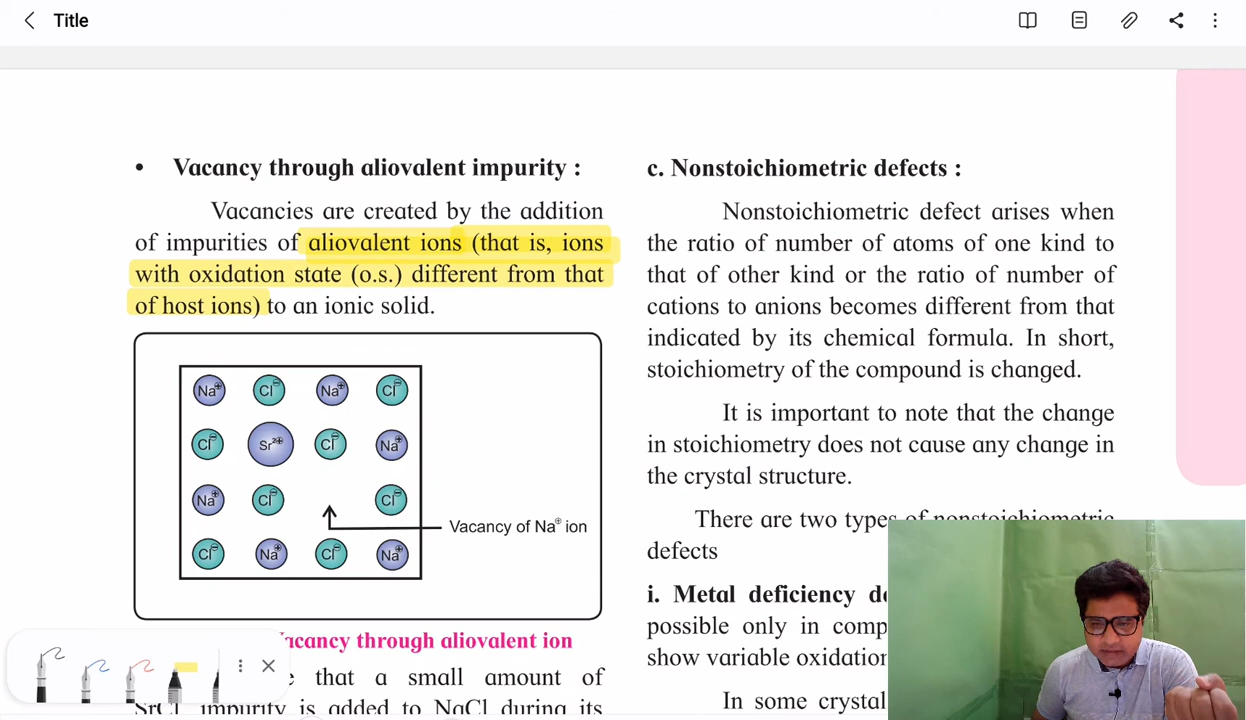 Title
• Vacancy through aliovalent impurity :
Vacancies are created by the addition
of impurities of aliovalent ions (that is, ions
with oxidation state (o.s.) different from that
of host ions) to an ionic solid.
Na⊕ Cl⊖ Na⊕ Cl⊖
Cl⊖ Sr2⊕ Cl⊖ Na⊕
Na⊕ Cl⊖ Cl⊖
Vacancy of Na⊕ ion
Cl⊖ Na⊕ Cl⊖ Na⊕
acancy through aliovalent ion
that a small amount of
impurity is added to NaCl during its
c. Nonstoichiometric defects :
Nonstoichiometric defect arises when
the ratio of number of atoms of one kind to
that of other kind or the ratio of number of
cations to anions becomes different from that
indicated by its chemical formula. In short,
stoichiometry of the compound is changed.
It is important to note that the change
in stoichiometry does not cause any change in
the crystal structure.
There are two types of nonstoichiometric
defects
i. Metal deficiency de
possible only in comp
show variable oxidation
In some crystal